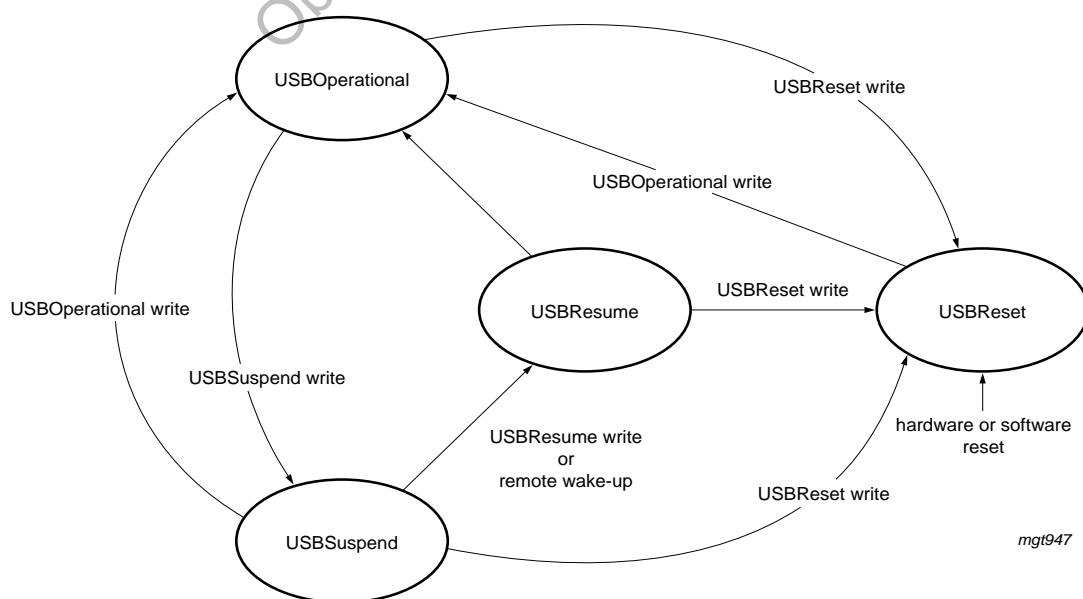 USBOperational
USBReset write
USBOperational write
USBOperational write
USBResume
USBReset write
USBReset
USBSuspend write
hardware or software
reset
USBResume write
or
remote wake-up
USBReset write
USBSuspend
mgt947